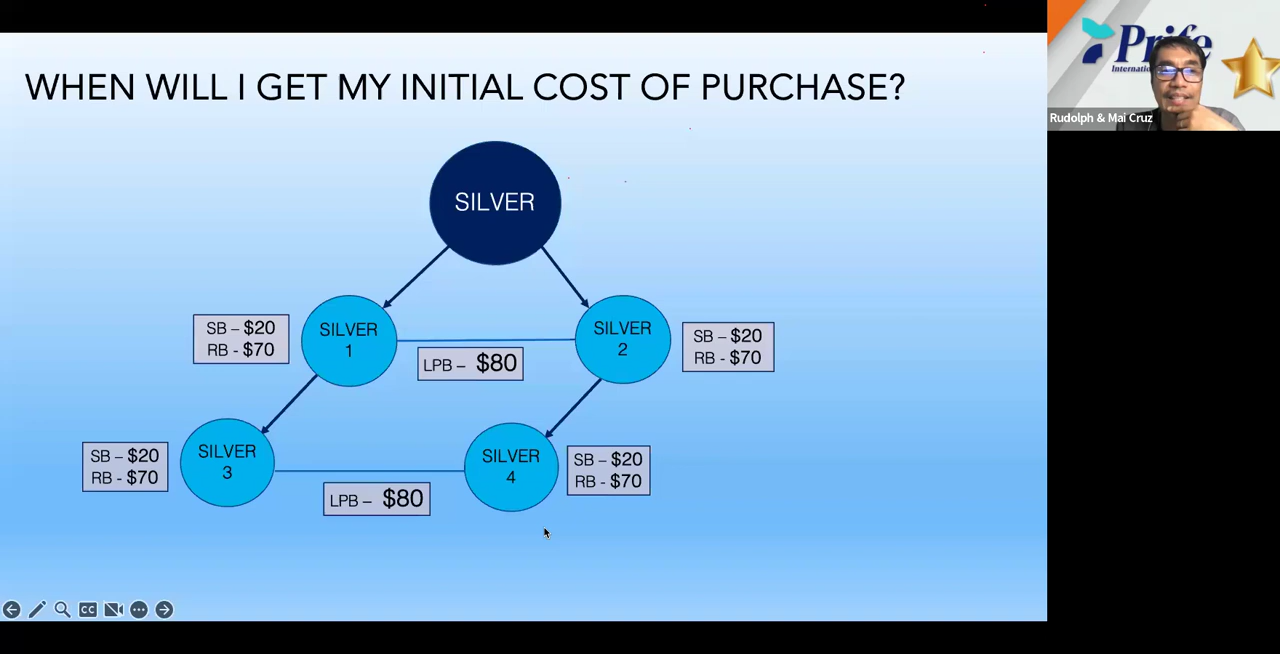 WHEN WILL I GET MY INITIAL COST OF PURCHASE?
Prife
International
Rudolph & Mai Cruz
SILVER
SB – $20
RB - $70
SILVER
1
LPB – $80
SILVER
2
SB – $20
RB - $70
SB – $20
RB - $70
SILVER
3
LPB – $80
SILVER
4
SB – $20
RB - $70
CC